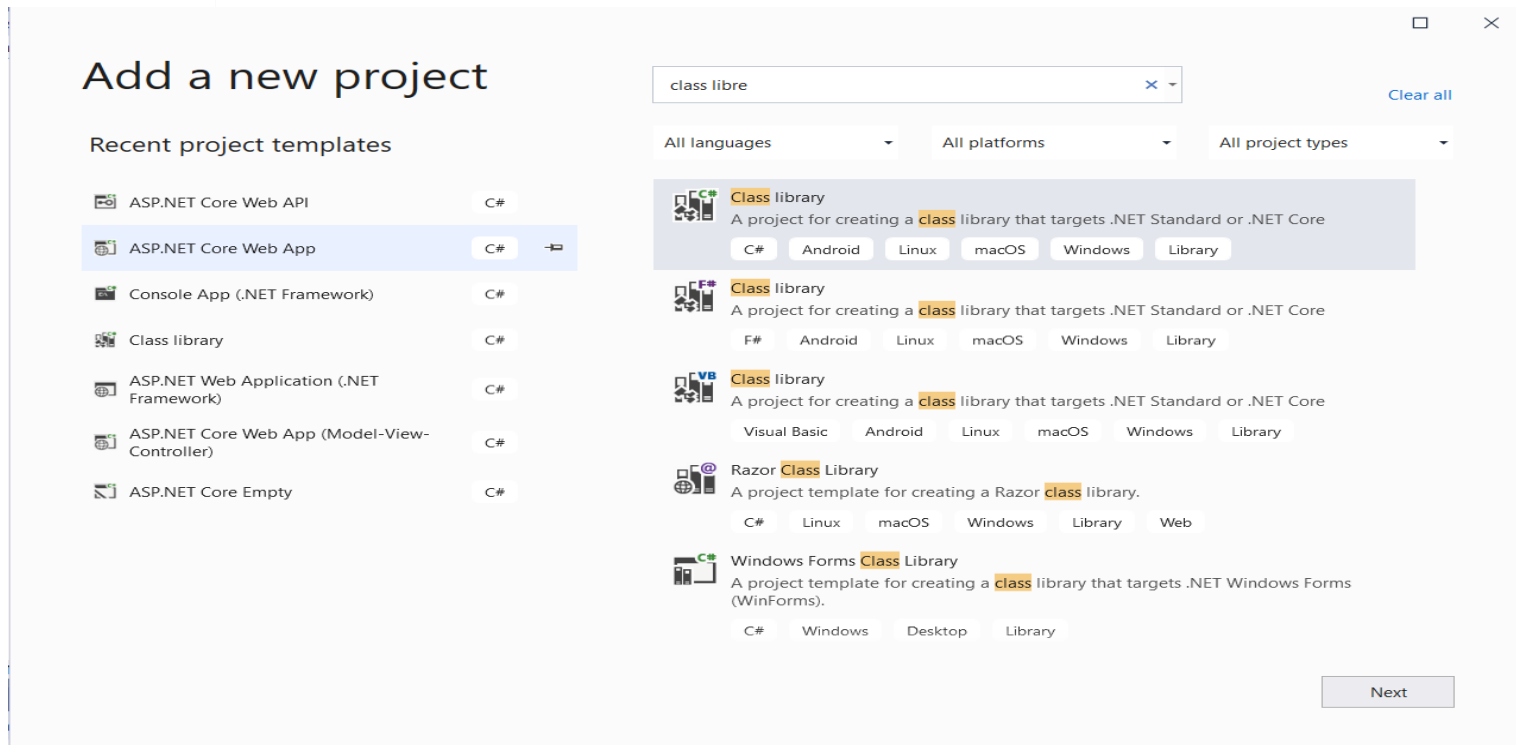 Add a new project
class libre
Clear all
Recent project templates
All languages
All platforms
All project types
ASP.NET Core Web API C#
ASP.NET Core Web App C#
Console App (.NET Framework) C#
Class library C#
ASP.NET Web Application (.NET
Framework) C#
ASP.NET Core Web App (Model-View-
Controller) C#
ASP.NET Core Empty C#
C# Class library
A project for creating a class library that targets .NET Standard or .NET Core
C# Android Linux macOS Windows Library
F# Class library
A project for creating a class library that targets .NET Standard or .NET Core
F# Android Linux macOS Windows Library
VB Class library
A project for creating a class library that targets .NET Standard or .NET Core
Visual Basic Android Linux macOS Windows Library
@ Razor Class Library
A project template for creating a Razor class library.
C# Linux macOS Windows Library Web
C# Windows Forms Class Library
A project template for creating a class library that targets .NET Windows Forms
(WinForms).
C# Windows Desktop Library
Next